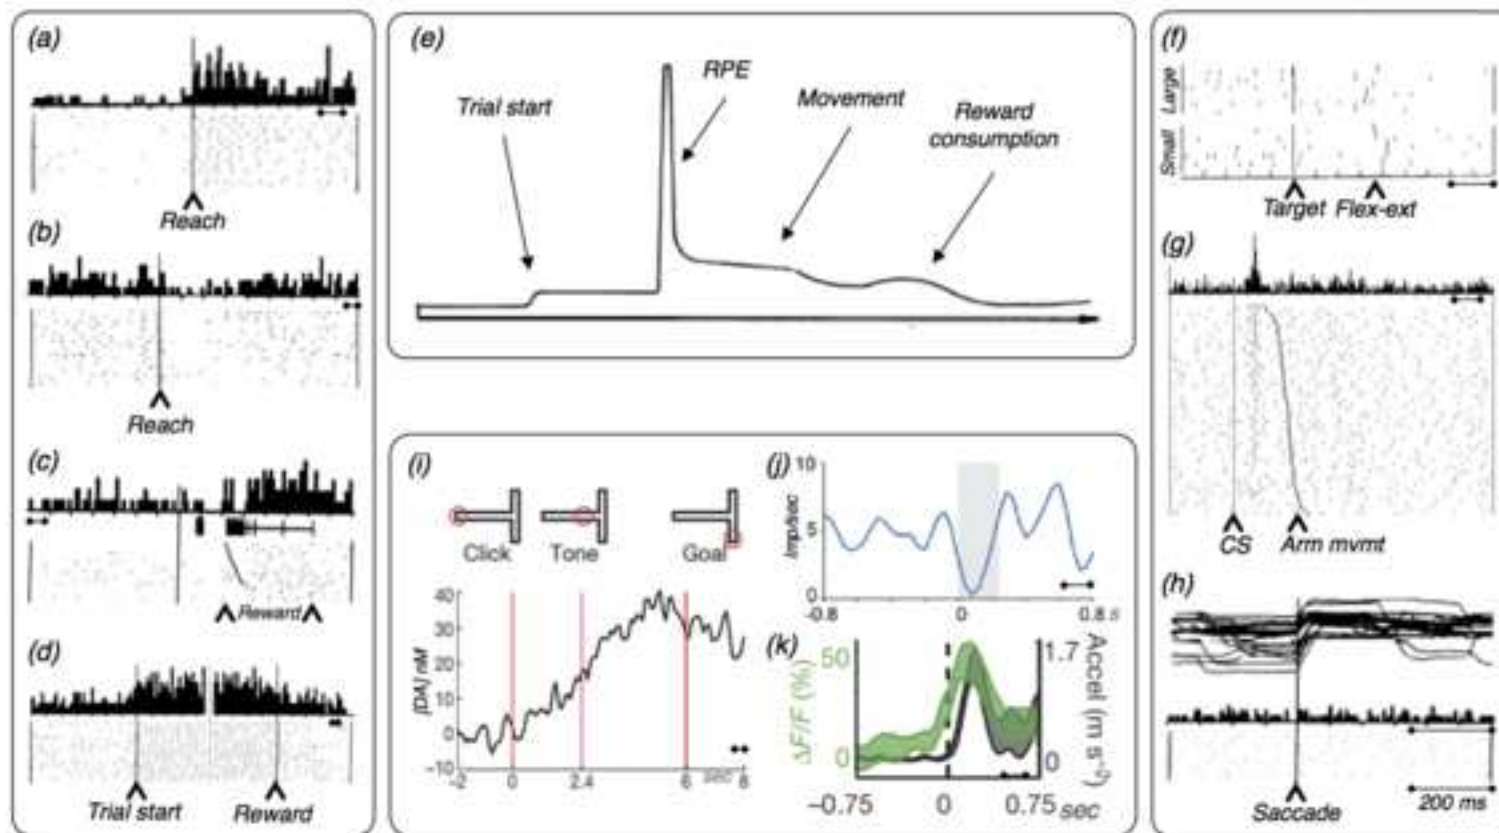 (a)
Reach
(b)
Reach
(c)
Reward
(d)
Trial start
Reward
(e)
Trial start
RPE
Movement
Reward
consumption
(f)
Large
Small
Target Flex-ext
(g)
CS
Arm mvmt
(h)
200 ms
Saccade
(i)
Click
Tone
Goal
[DA] nM
40
30
20
10
0
-10
-2
0
2.4
6
sec
8
(j)
Imp/sec
10
5
0
-0.8
0
0.8 s
(k)
ΔF/F (%)
50
0
1.7
0
-0.75
0
0.75 sec